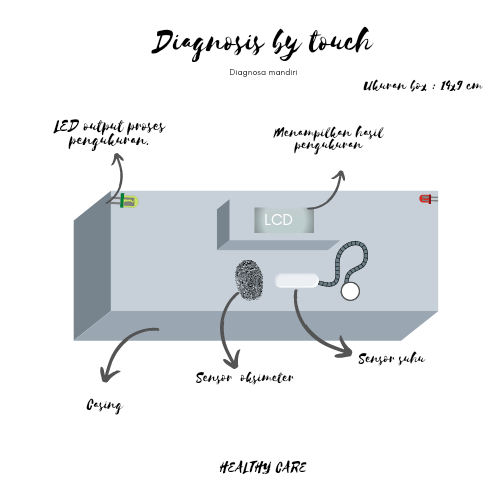 Diagnosis by touch
Diagnosa mandiri
Ukuran box : 14x9 cm
LED output proses
pengukuran.
Menampilkan hasil
pengukuran
LCD
Sensor suhu
Sensor oksimeter
Casing
HEALTHY CARE